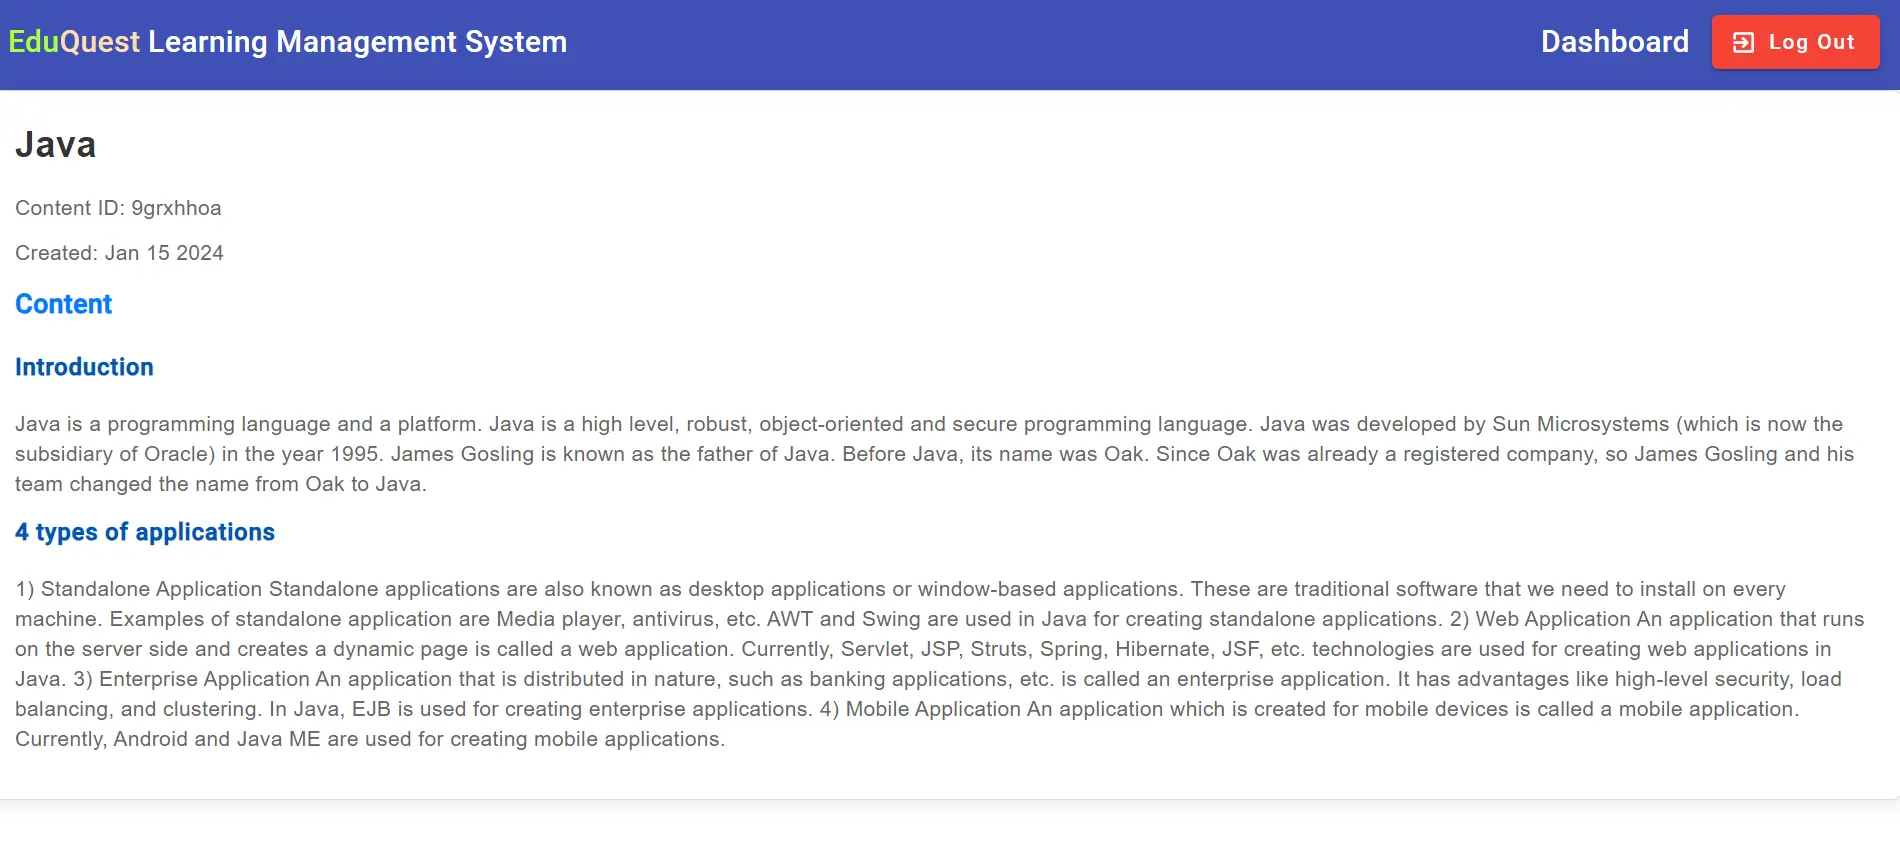 EduQuest Learning Management System
Dashboard
Log Out
Java
Content ID: 9grxhhoa
Created: Jan 15 2024
Content
Introduction
Java is a programming language and a platform. Java is a high level, robust, object-oriented and secure programming language. Java was developed by Sun Microsystems (which is now the
subsidiary of Oracle) in the year 1995. James Gosling is known as the father of Java. Before Java, its name was Oak. Since Oak was already a registered company, so James Gosling and his
team changed the name from Oak to Java.
4 types of applications
1) Standalone Application Standalone applications are also known as desktop applications or window-based applications. These are traditional software that we need to install on every
machine. Examples of standalone application are Media player, antivirus, etc. AWT and Swing are used in Java for creating standalone applications. 2) Web Application An application that runs
on the server side and creates a dynamic page is called a web application. Currently, Servlet, JSP, Struts, Spring, Hibernate, JSF, etc. technologies are used for creating web applications in
Java. 3) Enterprise Application An application that is distributed in nature, such as banking applications, etc. is called an enterprise application. It has advantages like high-level security, load
balancing, and clustering. In Java, EJB is used for creating enterprise applications. 4) Mobile Application An application which is created for mobile devices is called a mobile application.
Currently, Android and Java ME are used for creating mobile applications.